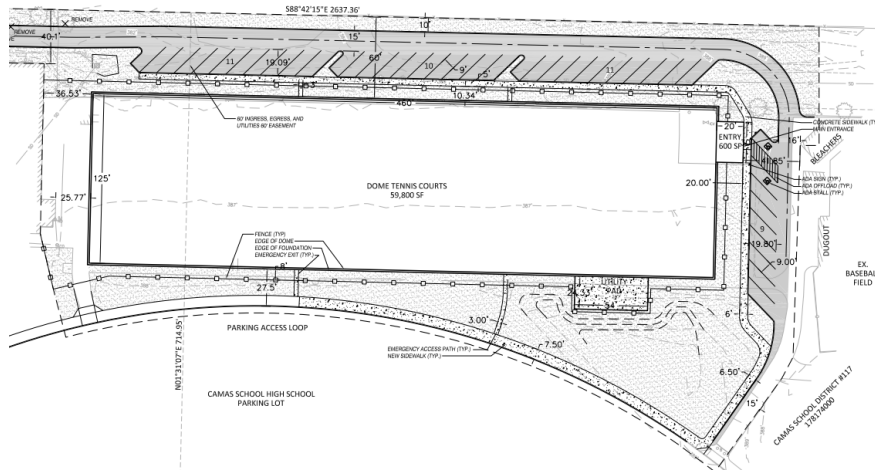 S88°42'15"E 2637.36'
10'
REMOVE
REMOVE
40.1'
15'
11
19.09'
60'
10
9'
5'
11
36.53'
10.34'
460'
60' INGRESS, EGRESS, AND
UTILITIES 60' EASEMENT
20'
ENTRY
600 SF
CONCRETE SIDEWALK (TY
MAIN ENTRANCE
16'
BLEACHERS
41.85'
125'
25.77'
DOME TENNIS COURTS
59,800 SF
20.00'
ADA SIGN (TYP.)
ADA OFFLOAD (TYP.)
ADA STALL (TYP.)
9
19.80'
9.00'
DUGOUT
EX.
BASEBAL
FIELD
FENCE (TYP)
EDGE OF DOME
EDGE OF FOUNDATION
EMERGENCY EXIT (TYP.)
8'
27.5'
UTILITY
PAD
34'
6'
PARKING ACCESS LOOP
3.00'
7.50'
EMERGENCY ACCESS PATH (TYP.)
NEW SIDEWALK (TYP.)
N01°31'07"E 714.95'
CAMAS SCHOOL HIGH SCHOOL
PARKING LOT
6.50'
15'
CAMAS SCHOOL DISTRICT #117
178174000